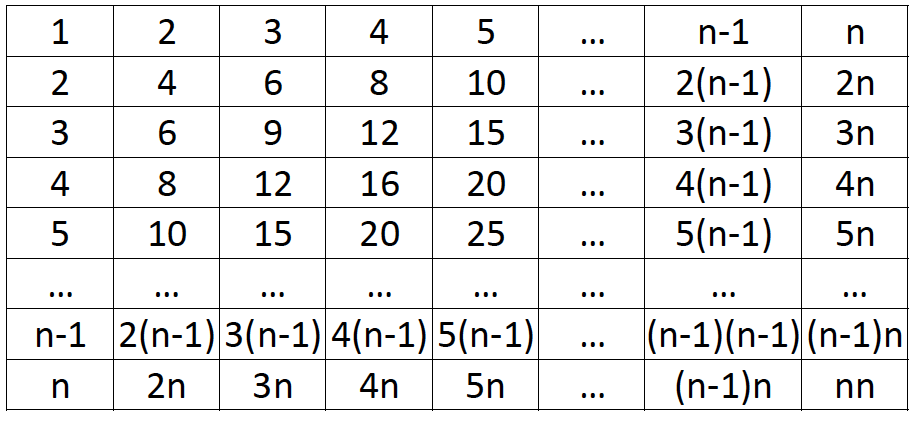 1 2 3 4 5 ... n-1 n
2 4 6 8 10 ... 2(n-1) 2n
3 6 9 12 15 ... 3(n-1) 3n
4 8 12 16 20 ... 4(n-1) 4n
5 10 15 20 25 ... 5(n-1) 5n
... ... ... ... ... ... ... ...
n-1 2(n-1) 3(n-1) 4(n-1) 5(n-1) ... (n-1)(n-1) (n-1)n
n 2n 3n 4n 5n ... (n-1)n nn